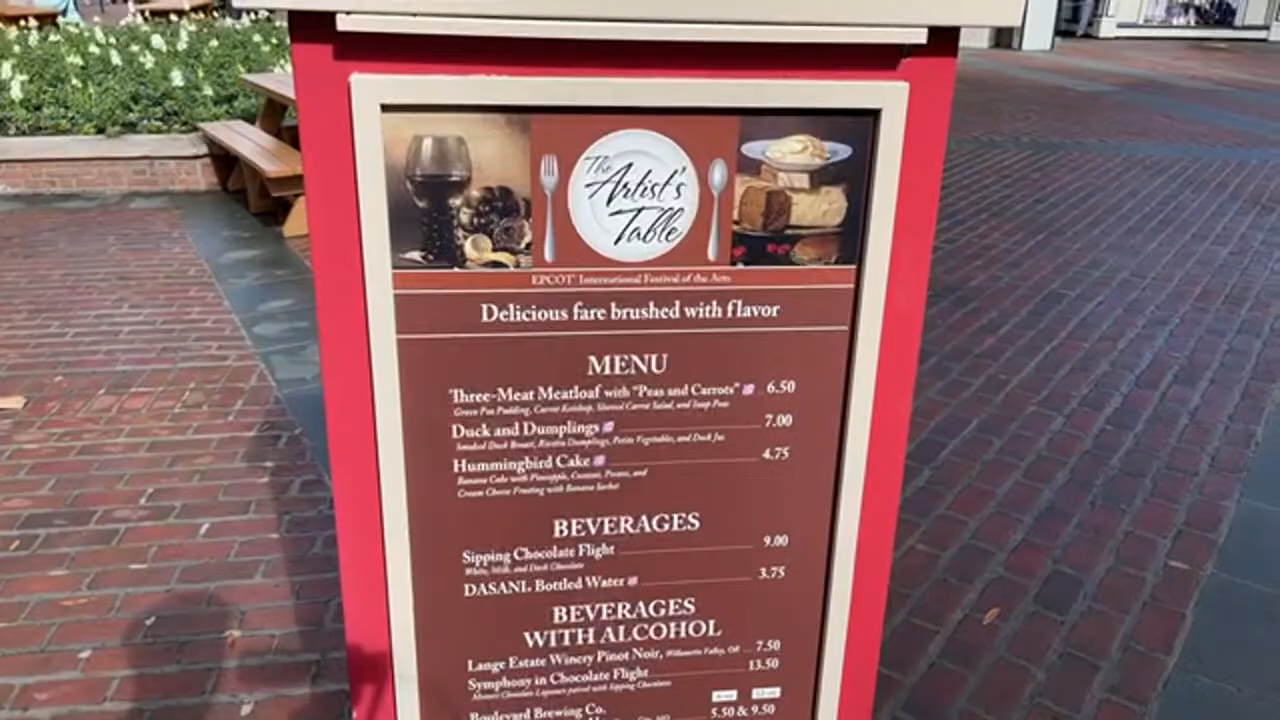 The
Artist's
Table
EPCOT International Festival of the Arts
Delicious fare brushed with flavor
MENU
Three-Meat Meatloaf with "Peas and Carrots" 6.50
Green Pea Pudding, Carrot Ketchup, Shaved Carrot Salad, and Snap Peas
Duck and Dumplings 7.00
Smoked Duck Breast, Ricotta Dumplings, Petite Vegetables, and Duck Jus
Hummingbird Cake 4.75
Banana Cake with Pineapple, Coconut, Pecans, and
Cream Cheese Frosting with Banana Sorbet
BEVERAGES
Sipping Chocolate Flight 9.00
White, Milk, and Dark Chocolate
DASANI® Bottled Water 3.75
BEVERAGES
WITH ALCOHOL
Lange Estate Winery Pinot Noir, Willamette Valley, OR 7.50
Symphony in Chocolate Flight 13.50
Chocolate Liqueurs paired with Sipping Chocolates
Boulevard Brewing Co.
5.50 & 9.50